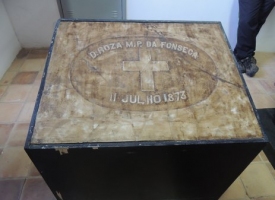 D. ROZA M. P. DA FONSECA
11 JULHO 1873